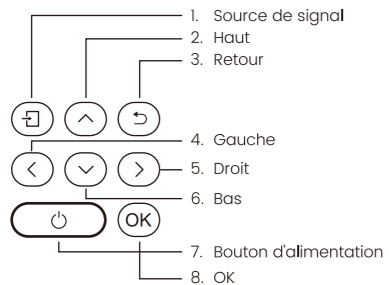 1. Source de signal
2. Haut
3. Retour
4. Gauche
5. Droit
6. Bas
OK
7. Bouton d'alimentation
8. OK